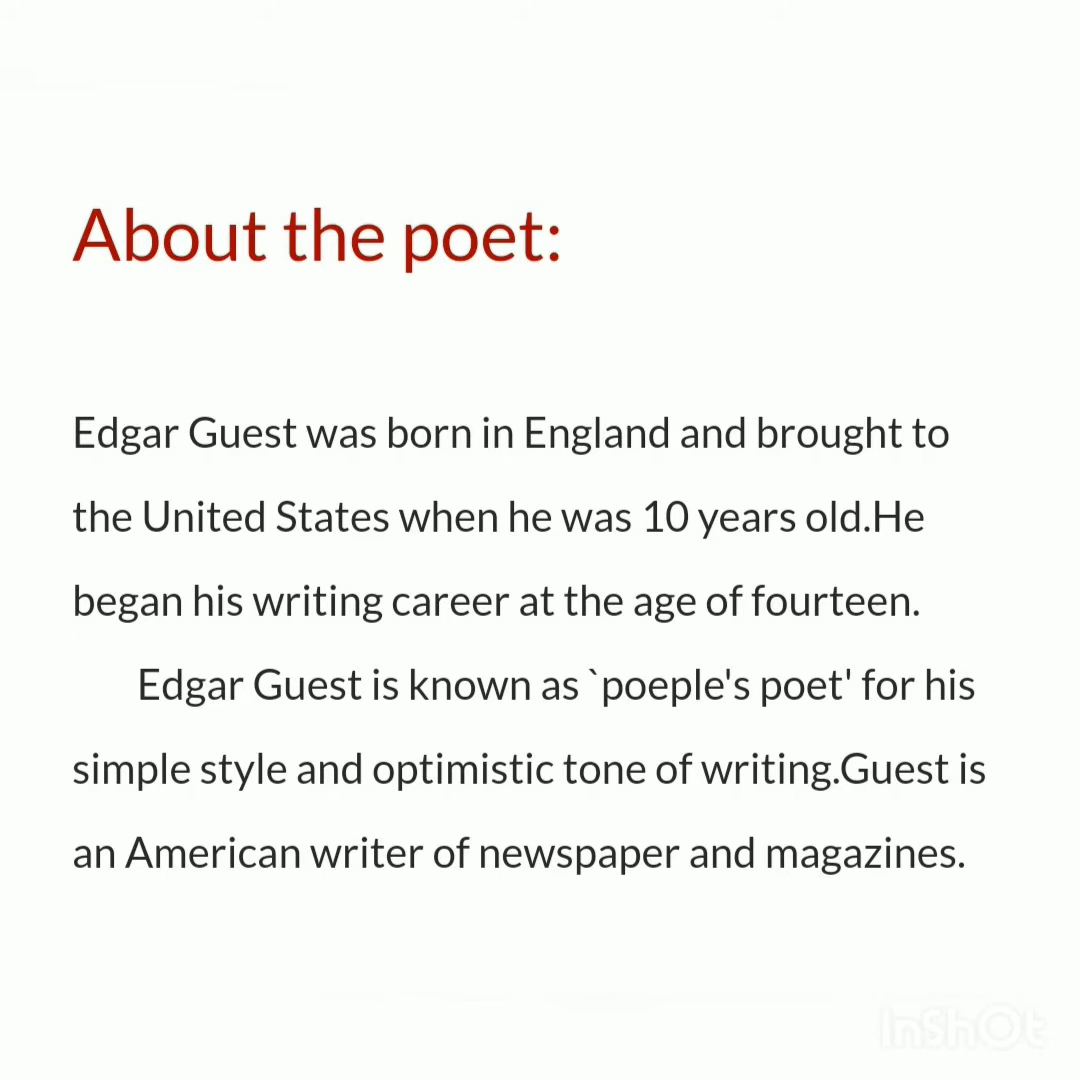 About the poet:
Edgar Guest was born in England and brought to
the United States when he was 10 years old.He
began his writing career at the age of fourteen.
Edgar Guest is known as `poeple's poet' for his
simple style and optimistic tone of writing.Guest is
an American writer of newspaper and magazines.
InShOt